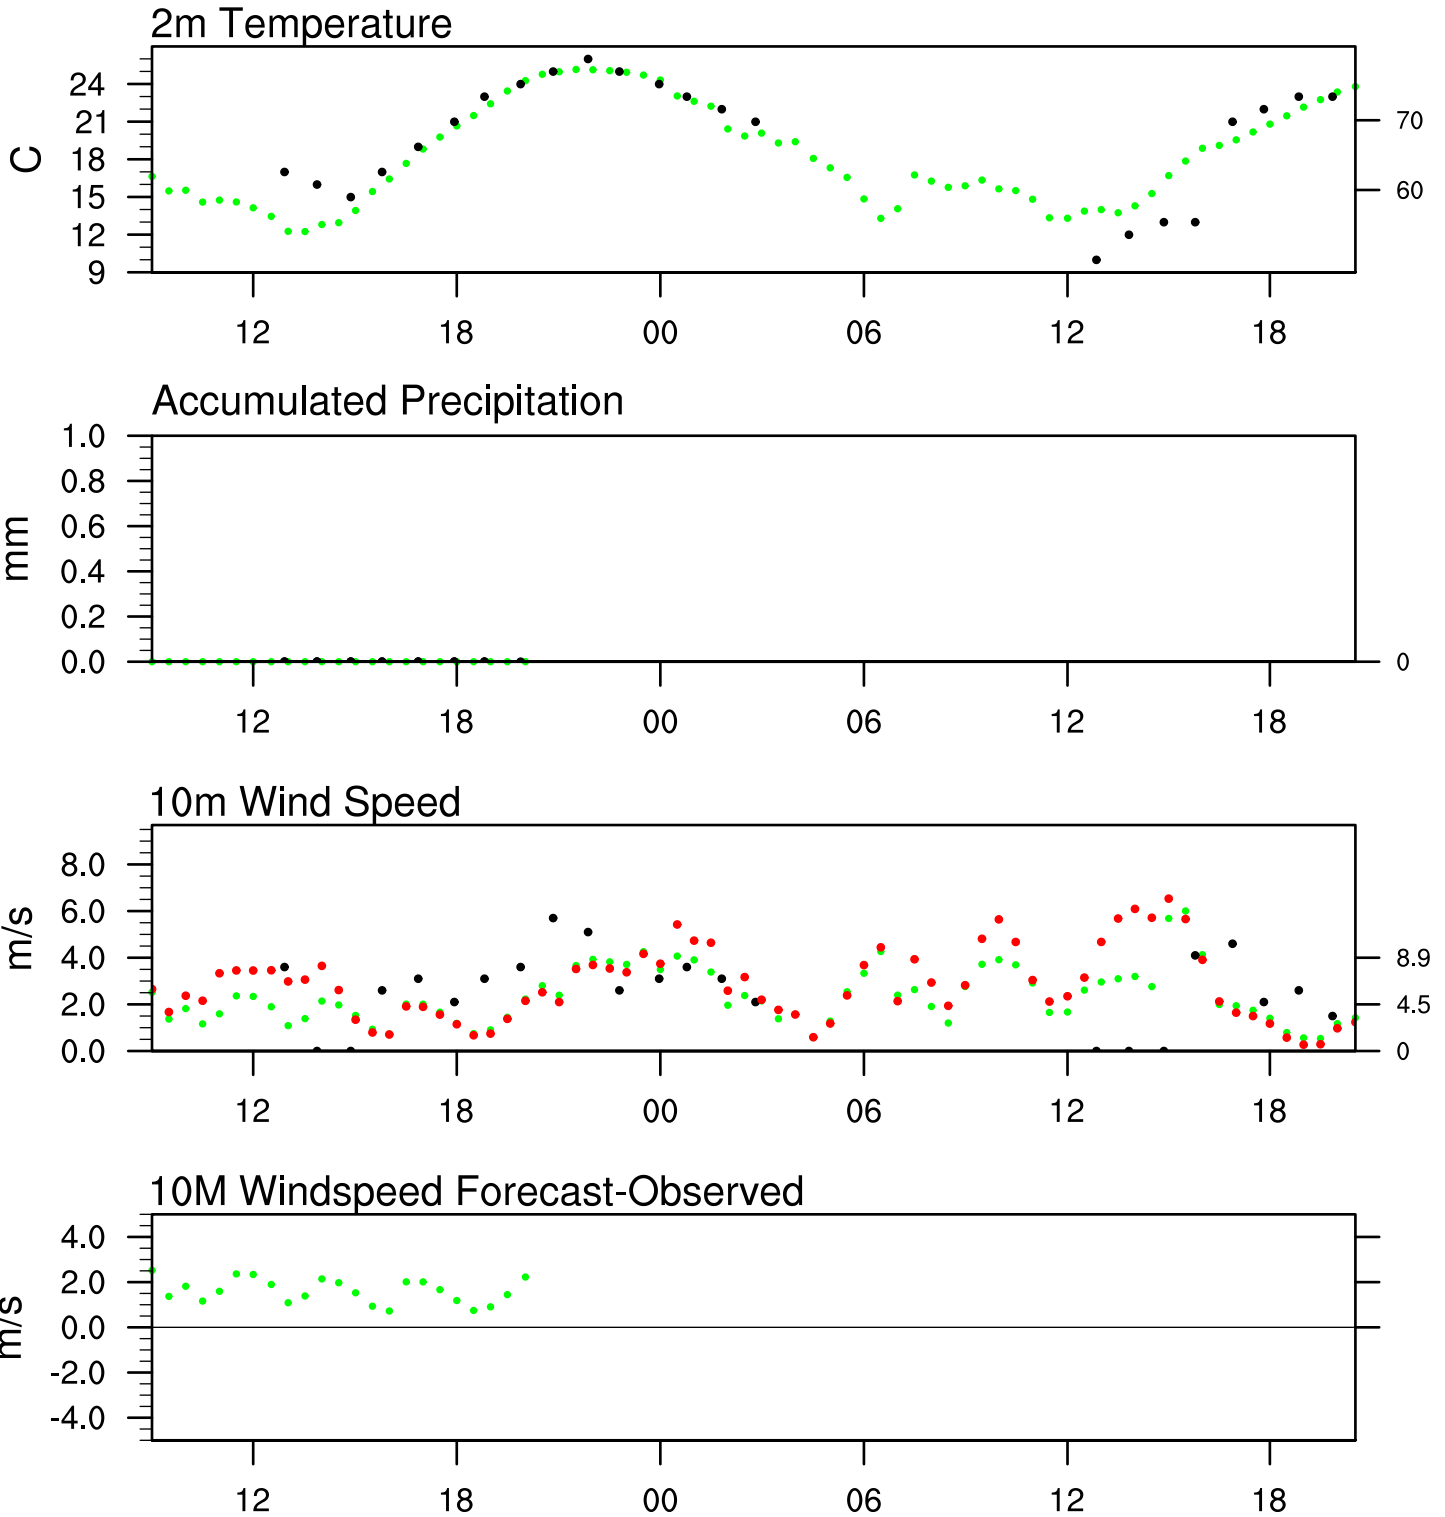 2m Temperature
C
24
21
18
15
12
9
70
60
12 18 00 06 12 18
Accumulated Precipitation
mm
1.0
0.8
0.6
0.4
0.2
0.0
0
12 18 00 06 12 18
10m Wind Speed
m/s
8.0
6.0
4.0
2.0
0.0
8.9
4.5
0
12 18 00 06 12 18
10M Windspeed Forecast-Observed
m/s
4.0
2.0
0.0
-2.0
-4.0
12 18 00 06 12 18